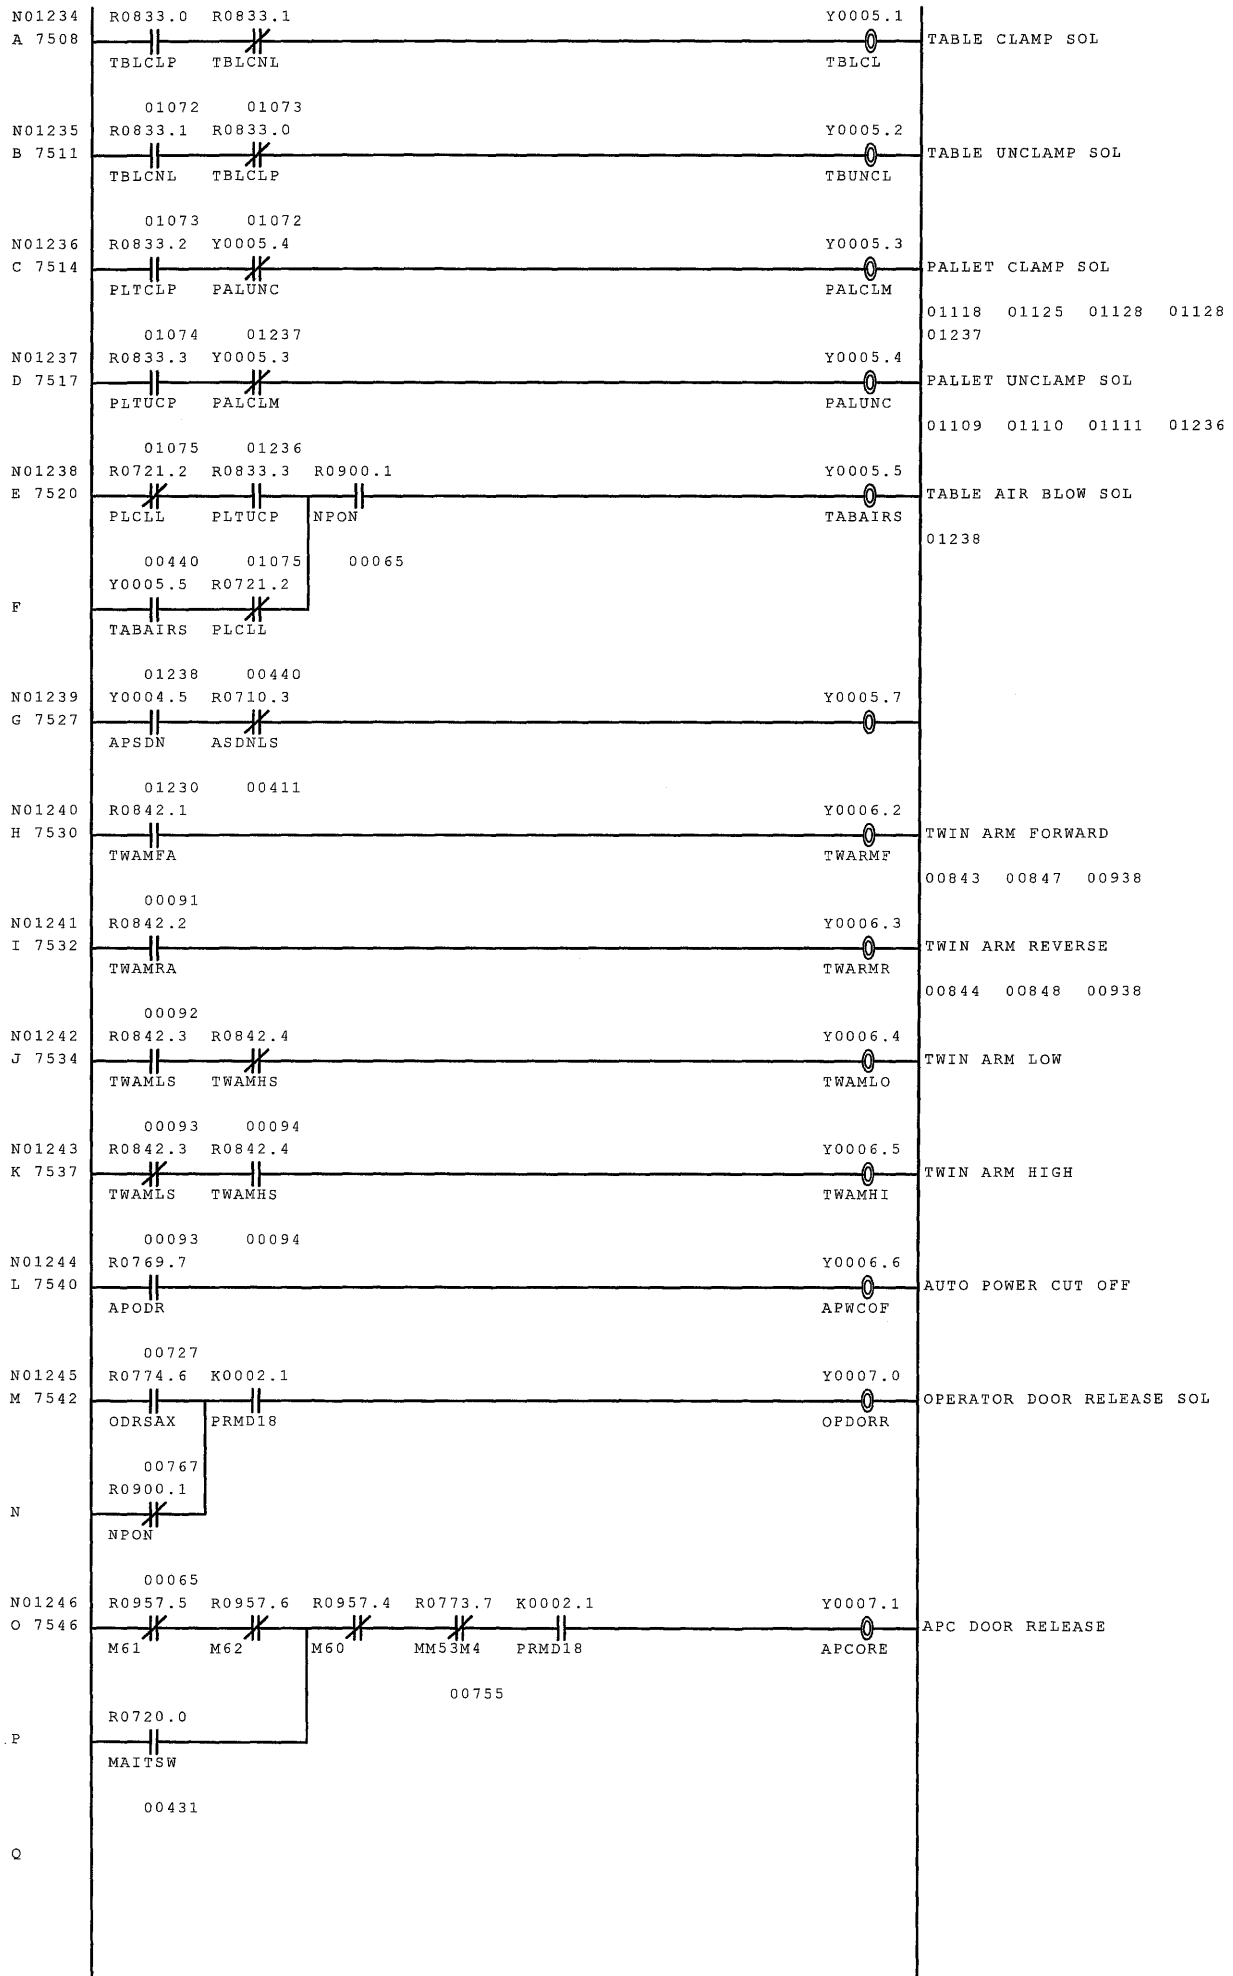 N01234 R0833.0 R0833.1 Y0005.1
A 7508 TABLE CLAMP SOL
TBLCLP TBLCNL TBLCL
01072 01073
N01235 R0833.1 R0833.0 Y0005.2
B 7511 TABLE UNCLAMP SOL
TBLCNL TBLCLP TBUNCL
01073 01072
N01236 R0833.2 Y0005.4 Y0005.3
C 7514 PALLET CLAMP SOL
PLTCLP PALUNC PALCLM
01118 01125 01128 01128
01074 01237 01237
N01237 R0833.3 Y0005.3 Y0005.4
D 7517 PALLET UNCLAMP SOL
PLTUCP PALCLM PALUNC
01109 01110 01111 01236
01075 01236
N01238 R0721.2 R0833.3 R0900.1 Y0005.5
E 7520 TABLE AIR BLOW SOL
PLCLL PLTUCP NPON TABAIRS
01238
00440 01075 00065
Y0005.5 R0721.2
F
TABAIRS PLCLL
01238 00440
N01239 Y0004.5 R0710.3 Y0005.7
G 7527
APSDN ASDNLS
01230 00411
N01240 R0842.1 Y0006.2
H 7530 TWIN ARM FORWARD
TWAMFA TWARMF
00843 00847 00938
00091
N01241 R0842.2 Y0006.3
I 7532 TWIN ARM REVERSE
TWAMRA TWARMR
00844 00848 00938
00092
N01242 R0842.3 R0842.4 Y0006.4
J 7534 TWIN ARM LOW
TWAMLS TWAMHS TWAMLO
00093 00094
N01243 R0842.3 R0842.4 Y0006.5
K 7537 TWIN ARM HIGH
TWAMLS TWAMHS TWAMHI
00093 00094
N01244 R0769.7 Y0006.6
L 7540 AUTO POWER CUT OFF
APODR APWCOF
00727
N01245 R0774.6 K0002.1 Y0007.0
M 7542 OPERATOR DOOR RELEASE SOL
ODRSAX PRMD18 OPDORR
00767
R0900.1
N
NPON
00065
N01246 R0957.5 R0957.6 R0957.4 R0773.7 K0002.1 Y0007.1
O 7546 APC DOOR RELEASE
M61 M62 M60 MM53M4 PRMD18 APCORE
00755
R0720.0
P
MAITSW
00431
Q